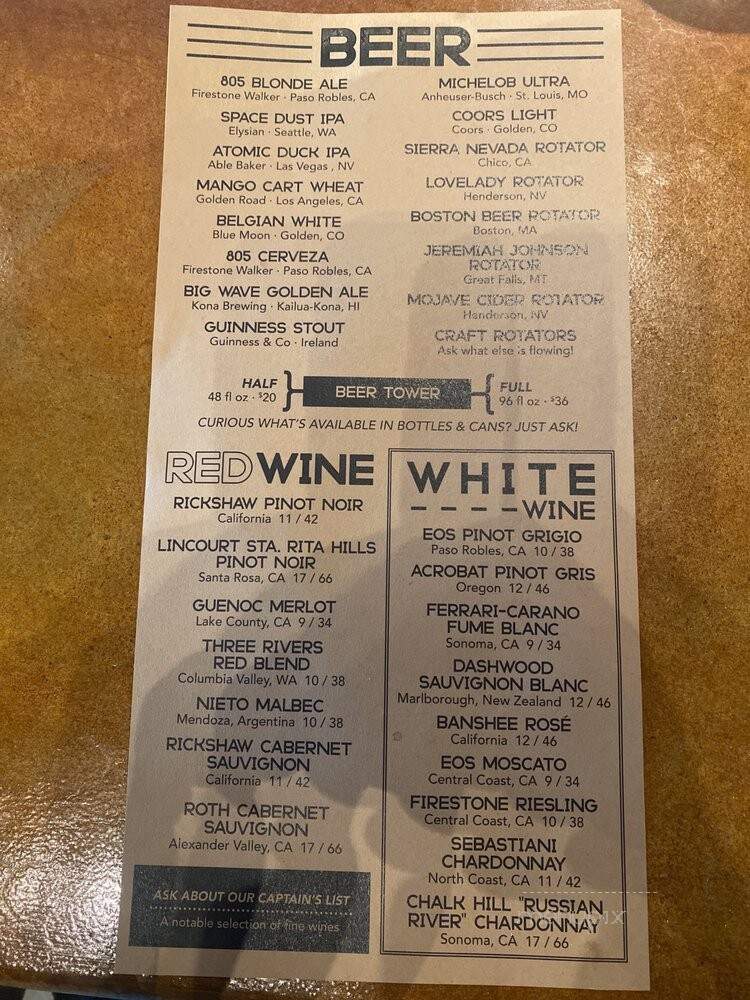 BEER
805 BLONDE ALE
Firestone Walker · Paso Robles, CA
SPACE DUST IPA
Elysian · Seattle, WA
ATOMIC DUCK IPA
Able Baker · Las Vegas , NV
MANGO CART WHEAT
Golden Road · Los Angeles, CA
BELGIAN WHITE
Blue Moon · Golden, CO
805 CERVEZA
Firestone Walker · Paso Robles, CA
BIG WAVE GOLDEN ALE
Kona Brewing · Kailua-Kona, HI
GUINNESS STOUT
Guinness & Co · Ireland
MICHELOB ULTRA
Anheuser-Busch · St. Louis, MO
COORS LIGHT
Coors · Golden, CO
SIERRA NEVADA ROTATOR
Chico, CA
LOVELADY ROTATOR
Henderson, NV
BOSTON BEER ROTATOR
Boston, MA
JEREMIAH JOHNSON
ROTATOR
Great Falls, MT
MOJAVE CIDER ROTATOR
Henderson, NV
CRAFT ROTATORS
Ask what else is flowing!
HALF
48 fl oz · $20
BEER TOWER
FULL
96 fl oz · $36
CURIOUS WHAT'S AVAILABLE IN BOTTLES & CANS? JUST ASK!
RED WINE
RICKSHAW PINOT NOIR
California 11 / 42
LINCOURT STA. RITA HILLS
PINOT NOIR
Santa Rosa, CA 17 / 66
GUENOC MERLOT
Lake County, CA 9 / 34
THREE RIVERS
RED BLEND
Columbia Valley, WA 10 / 38
NIETO MALBEC
Mendoza, Argentina 10 / 38
RICKSHAW CABERNET
SAUVIGNON
California 11 / 42
ROTH CABERNET
SAUVIGNON
Alexander Valley, CA 17 / 66
ASK ABOUT OUR CAPTAIN'S LIST
A notable selection of fine wines
WHITE
WINE
EOS PINOT GRIGIO
Paso Robles, CA 10 / 38
ACROBAT PINOT GRIS
Oregon 12 / 46
FERRARI-CARANO
FUME BLANC
Sonoma, CA 9 / 34
DASHWOOD
SAUVIGNON BLANC
Marlborough, New Zealand 12 / 46
BANSHEE ROSÉ
California 12 / 46
EOS MOSCATO
Central Coast, CA 9 / 34
FIRESTONE RIESLING
Central Coast, CA 10 / 38
SEBASTIANI
CHARDONNAY
North Coast, CA 11 / 42
CHALK HILL "RUSSIAN
RIVER" CHARDONNAY
Sonoma, CA 17 / 66